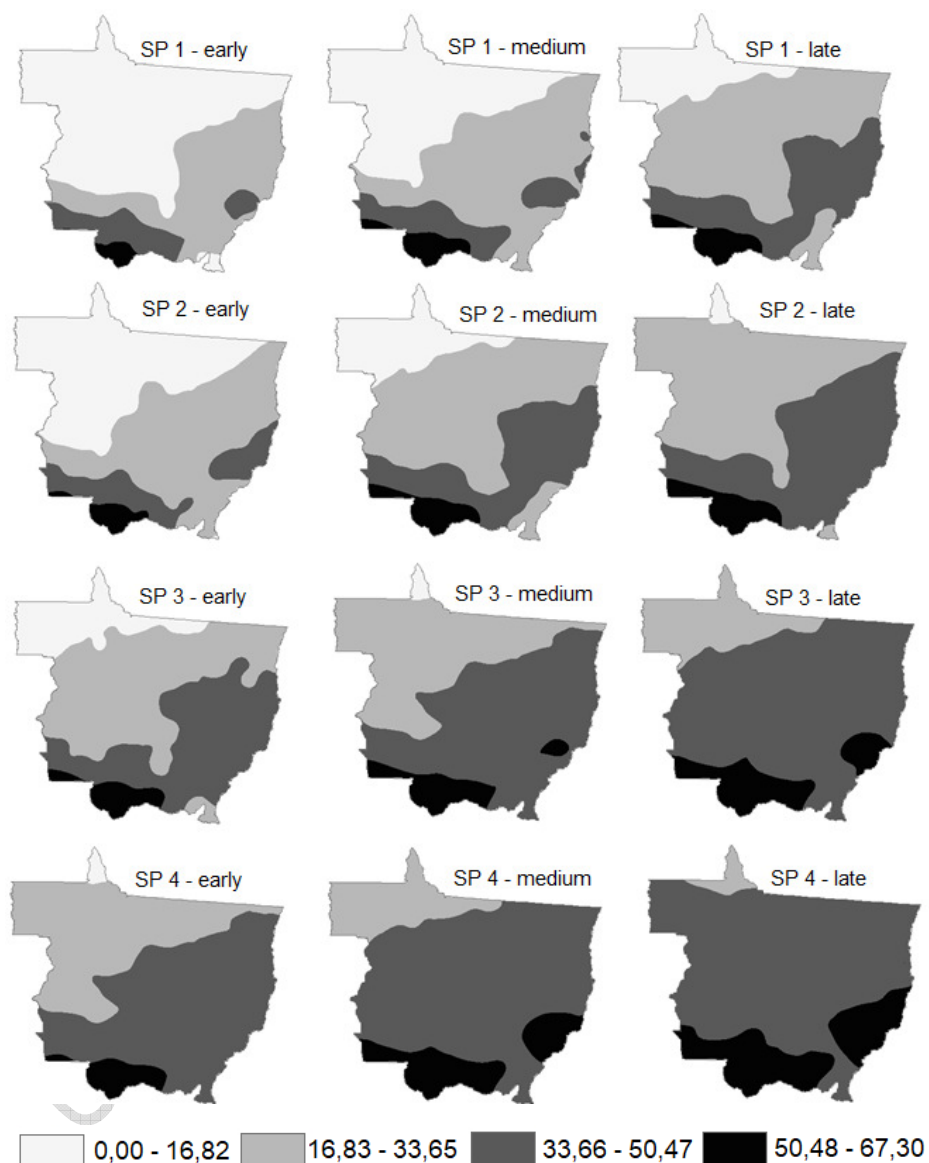 SP 1 - early
SP 1 - medium
SP 1 - late
SP 2 - early
SP 2 - medium
SP 2 - late
SP 3 - early
SP 3 - medium
SP 3 - late
SP 4 - early
SP 4 - medium
SP 4 - late
0,00 - 16,82 16,83 - 33,65 33,66 - 50,47 50,48 - 67,30